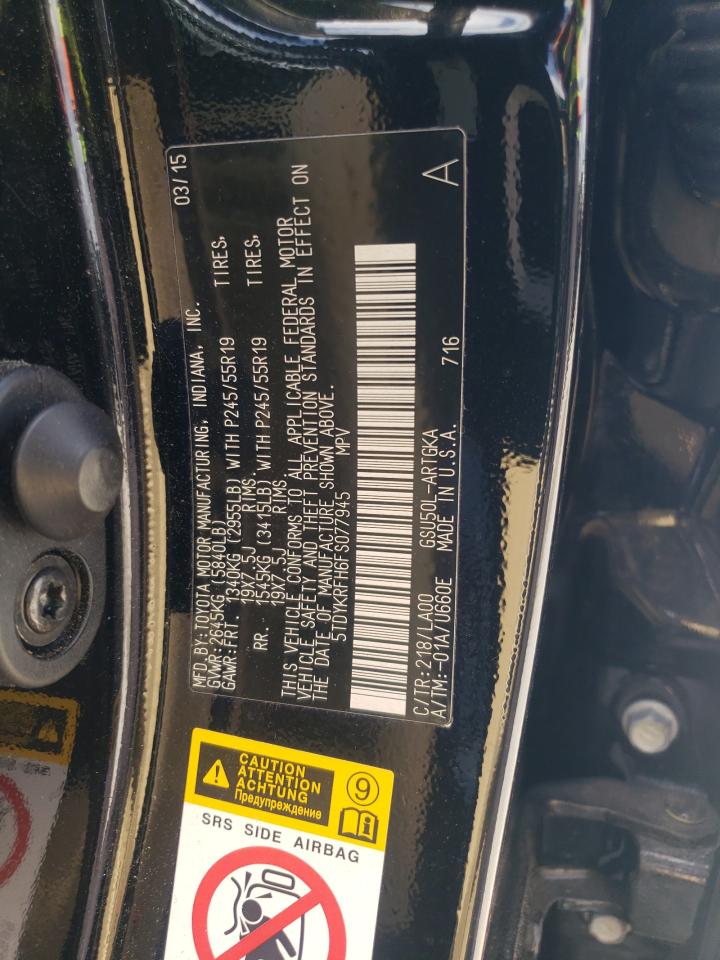 MFD.BY:TOYOTA MOTOR MANUFACTURING, INDIANA, INC. 03/15
GVWR:2645KG (5840LB)
GAWR:FRT. 1340KG (2955LB) WITH P245/55R19 TIRES,
19X7.5J RIMS
RR. 1545KG (3415LB) WITH P245/55R19 TIRES,
19X7.5J RIMS
THIS VEHICLE CONFORMS TO ALL APPLICABLE FEDERAL MOTOR
VEHICLE SAFETY AND THEFT PREVENTION STANDARDS IN EFFECT ON
THE DATE OF MANUFACTURE SHOWN ABOVE.
5TDYKRFH6FS077945 MPV
C/TR:218/LA00 GSU50L-ARTGKA A
A/TM:-01A/U660E MADE IN U.S.A. 716
CAUTION
ATTENTION
ACHTUNG
Предупреждение
9
i
SRS SIDE AIRBAG